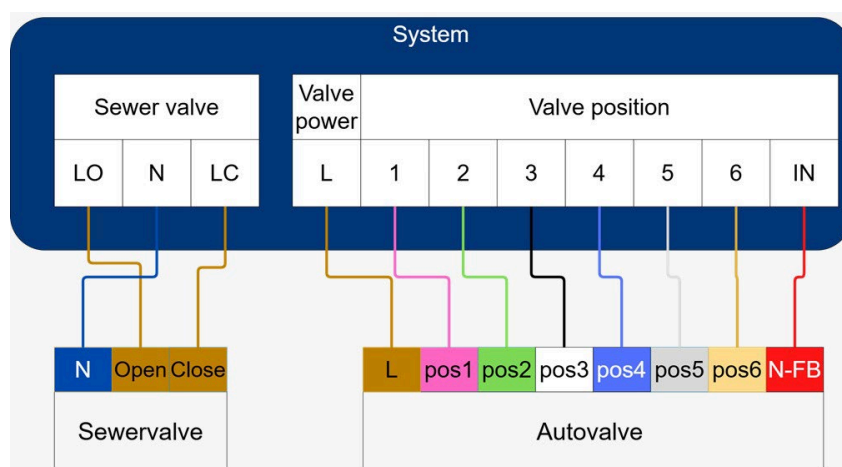 System
Sewer valve
Valve
power
Valve position
LO N LC L 1 2 3 4 5 6 IN
N Open Close L pos1 pos2 pos3 pos4 pos5 pos6 N-FB
Sewervalve Autovalve